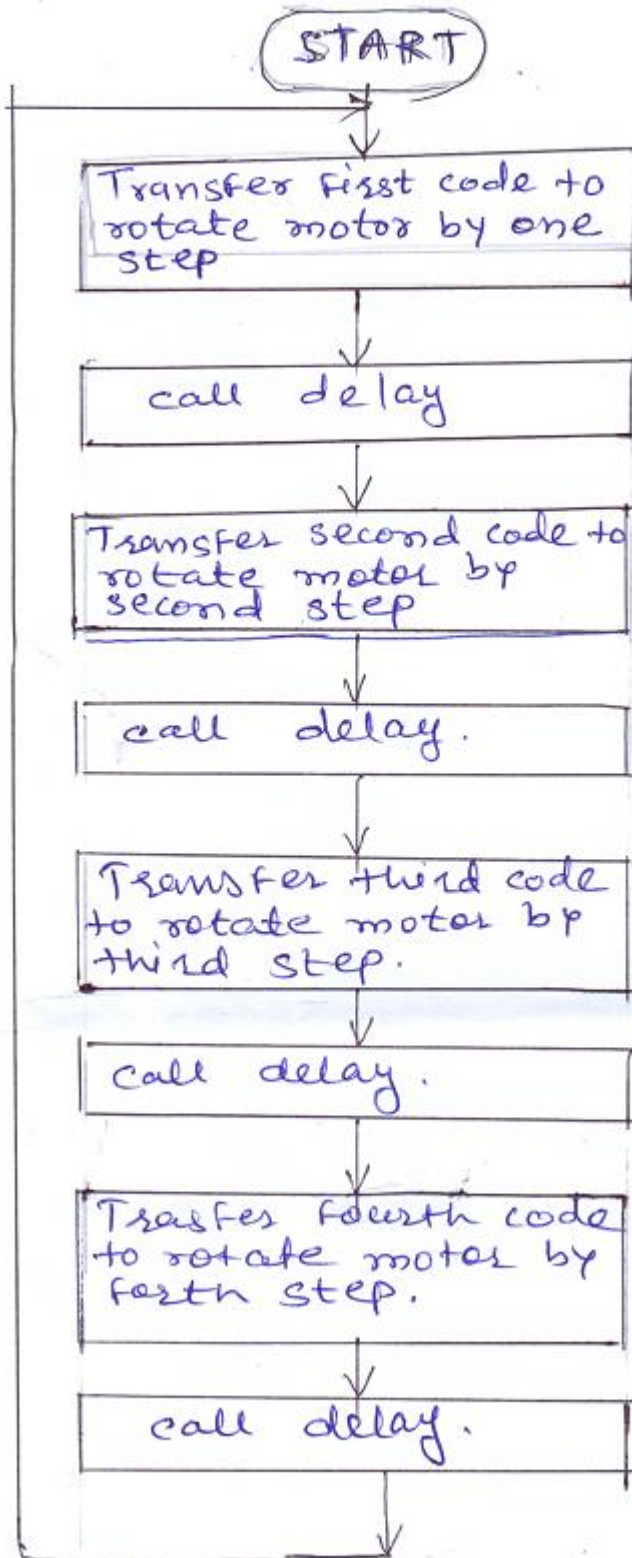 START
Transfer first code to
rotate motor by one
step
call delay
Transfer second code to
rotate motor by
second step
call delay.
Transfer third code
to rotate motor by
third step.
call delay.
Trasfer fourth code
to rotate motor by
forth step.
call delay.